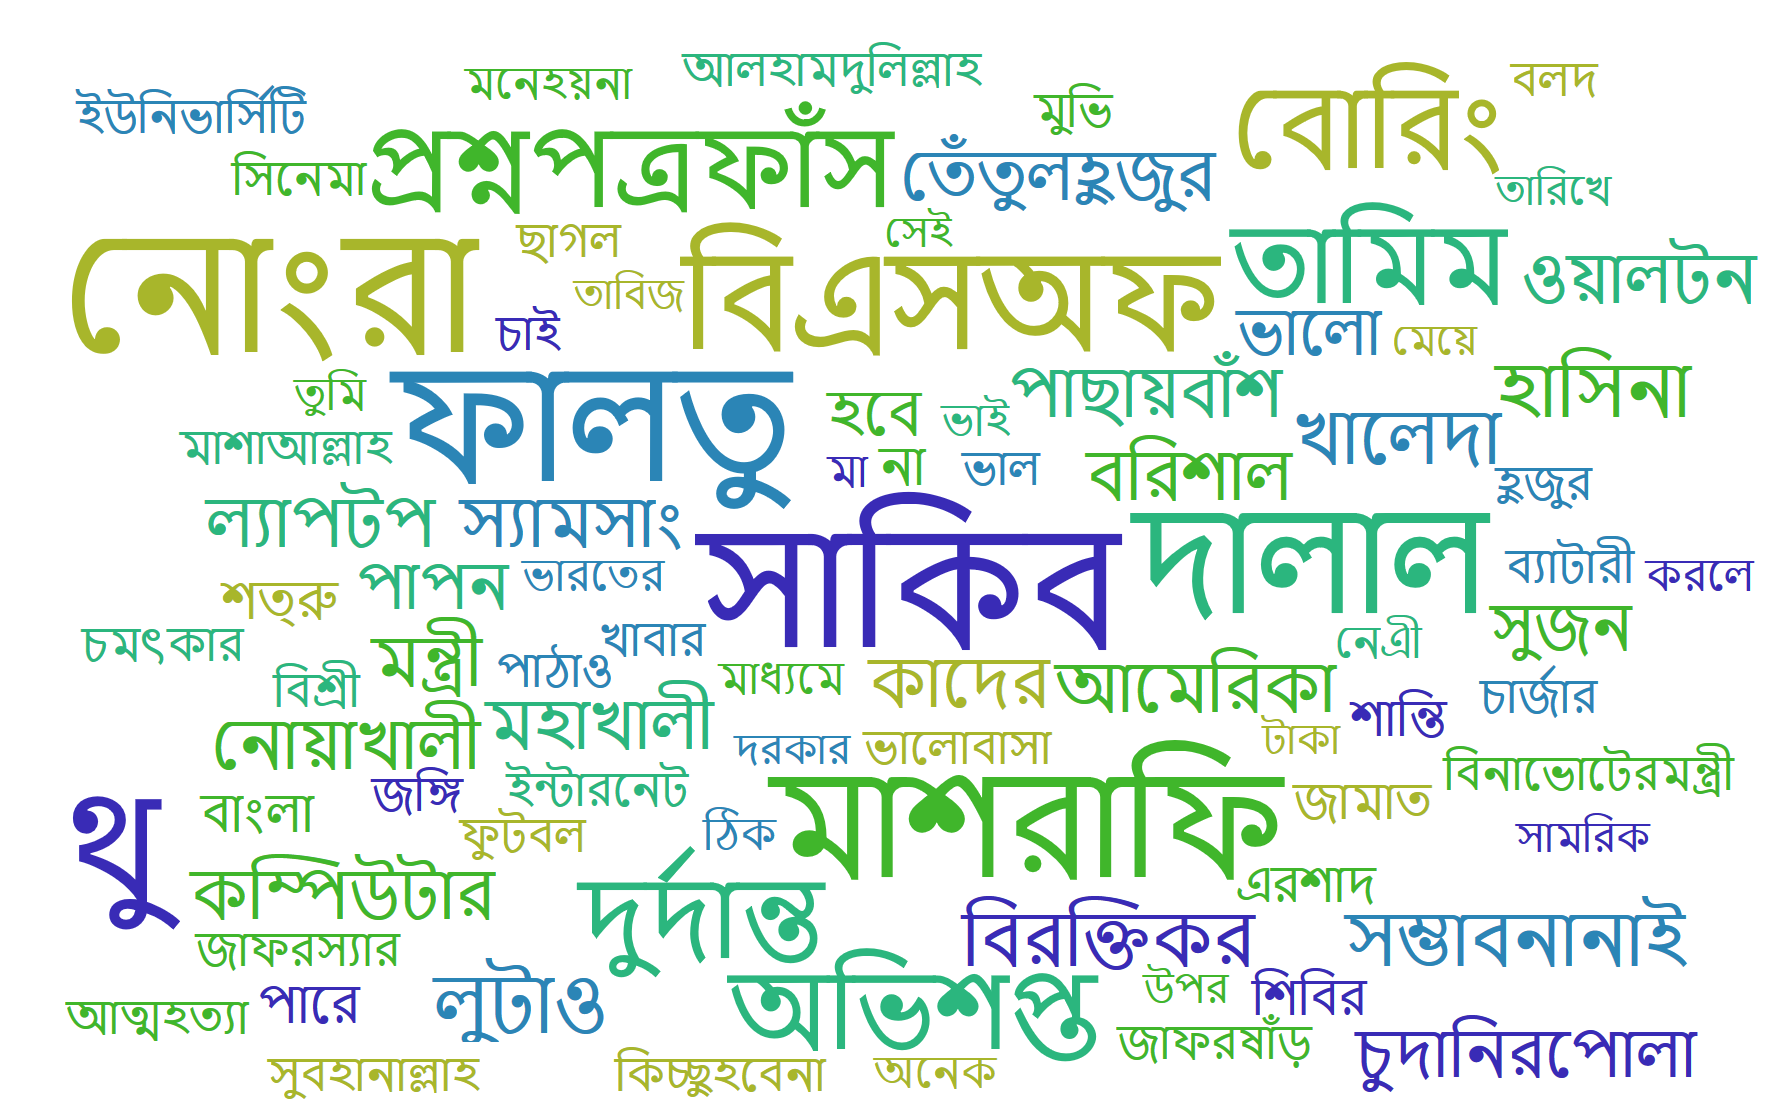 মনেহয়না
আলহামদুলিল্লাহ
বলদ
ইউনিভার্সিটি
মুভি
বোরিং
সিনেমা
প্রশ্নপত্রফাঁস
তেঁতুলহুজুর
তারিখে
নোংরা
ছাগল
সেই
বিএসঅফ
তামিম
ওয়ালটন
তাবিজ
চাই
ভালো
মেয়ে
তুমি
ফালতু
হবে
ভাই
পাছায়বাঁশ
হাসিনা
মাশাআল্লাহ
মা
না
ভাল
বরিশাল
খালেদা
হুজুর
ল্যাপটপ
স্যামসাং
সাকিব
দালাল
শত্রু
পাপন
ভারতের
ব্যাটারী
করলে
চমৎকার
মন্ত্রী
পাঠাও
খাবার
নেএী
সুজন
বিশ্রী
মাধ্যমে
কাদের
আমেরিকা
চার্জার
নোয়াখালী
মহাখালী
দরকার
ভালোবাসা
টাকা
শান্তি
থু
বাংলা
জঙ্গি
ইন্টারনেট
মাশরাফি
জামাত
বিনাভোটেরমন্ত্রী
ফুটবল
ঠিক
সামরিক
কম্পিউটার
দুর্দান্ত
এরশাদ
জাফরস্যার
বিরক্তিকর
সম্ভাবনানাই
আত্মহত্যা
পারে
লুটাও
অভিশপ্ত
উপর
শিবির
জাফরষাঁড়
চুদানিরপোলা
সুবহানাল্লাহ
কিচ্ছুহবেনা
অনেক